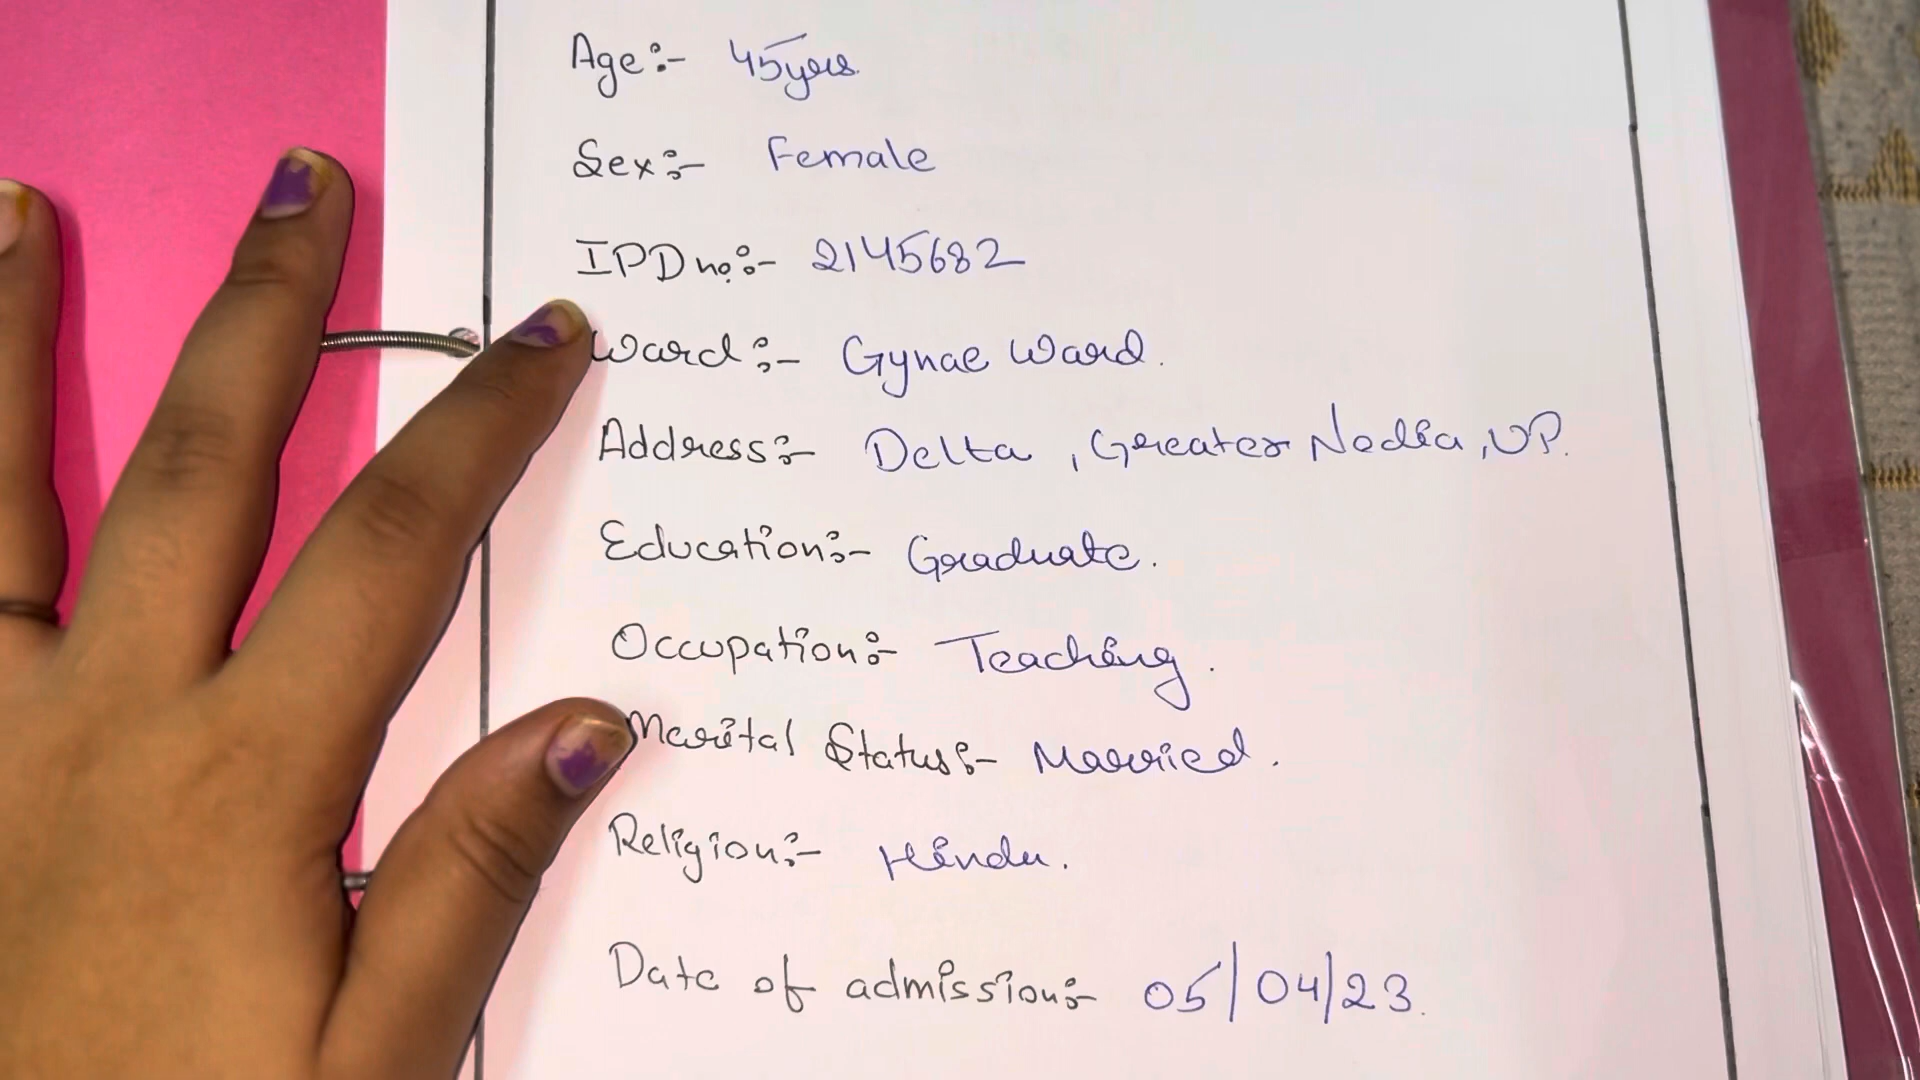 Age:- 45yrs.
Sex:- Female
IPD no:- 2145682
Ward:- Gynae Ward.
Address:- Delta, Greater Nodia, UP.
Education:- Graduate.
Occupation:- Teaching.
Marital Status:- Married.
Religion:- Hindu.
Date of admission:- 05/04/23.